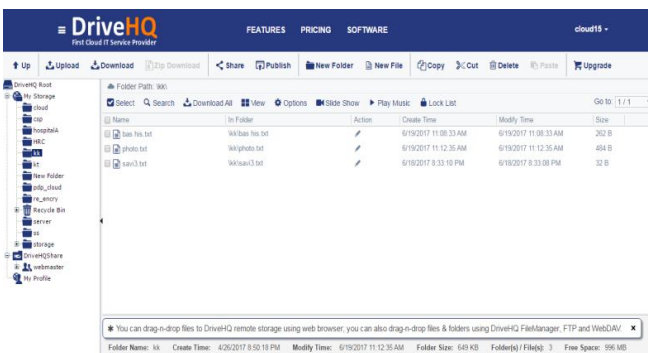 ≡ DriveHQ
First Cloud IT Service Provider
FEATURES PRICING SOFTWARE
cloud15
Up Upload Download Zip Download Share Publish New Folder New File Copy Cut Delete Paste Upgrade
DriveHQ Root
My Storage
cloud
csp
hospitalA
HRC
kk
kt
New Folder
pdp_cloud
re_encry
Recycle Bin
server
ss
storage
DriveHQShare
webmaster
My Profile
Folder Path: \kk\
Select Search Download All View Options Slide Show Play Music Lock List Go to: 1 / 1
Name In Folder Action Create Time Modify Time Size
bas his.txt \kk\bas his.txt 6/19/2017 11:08:33 AM 6/19/2017 11:08:33 AM 262 B
photo.txt \kk\photo.txt 6/19/2017 11:12:35 AM 6/19/2017 11:12:35 AM 484 B
savi3.txt \kk\savi3.txt 6/18/2017 8:33:10 PM 6/18/2017 8:33:08 PM 32 B
* You can drag-n-drop files to DriveHQ remote storage using web browser; you can also drag-n-drop files & folders using DriveHQ FileManager, FTP and WebDAV. x
Folder Name: kk Create Time: 4/26/2017 8:50:18 PM Modify Time: 6/19/2017 11:12:35 AM Folder Size: 649 KB Folder(s) / File(s): 3 Free Space: 996 MB